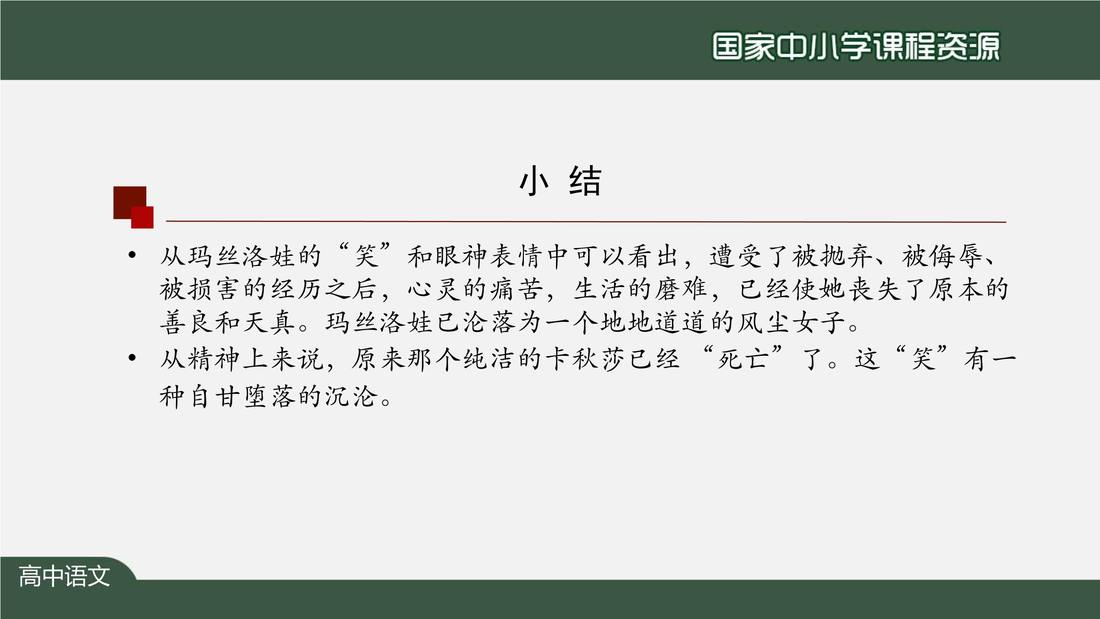 国家中小学课程资源
小 结
• 从玛丝洛娃的“笑”和眼神表情中可以看出，遭受了被抛弃、被侮辱、
被损害的经历之后，心灵的痛苦，生活的磨难，已经使她丧失了原本的
善良和天真。玛丝洛娃已沦落为一个地地道道的风尘女子。
• 从精神上来说，原来那个纯洁的卡秋莎已经 “死亡”了。这“笑”有一
种自甘堕落的沉沦。
高中语文